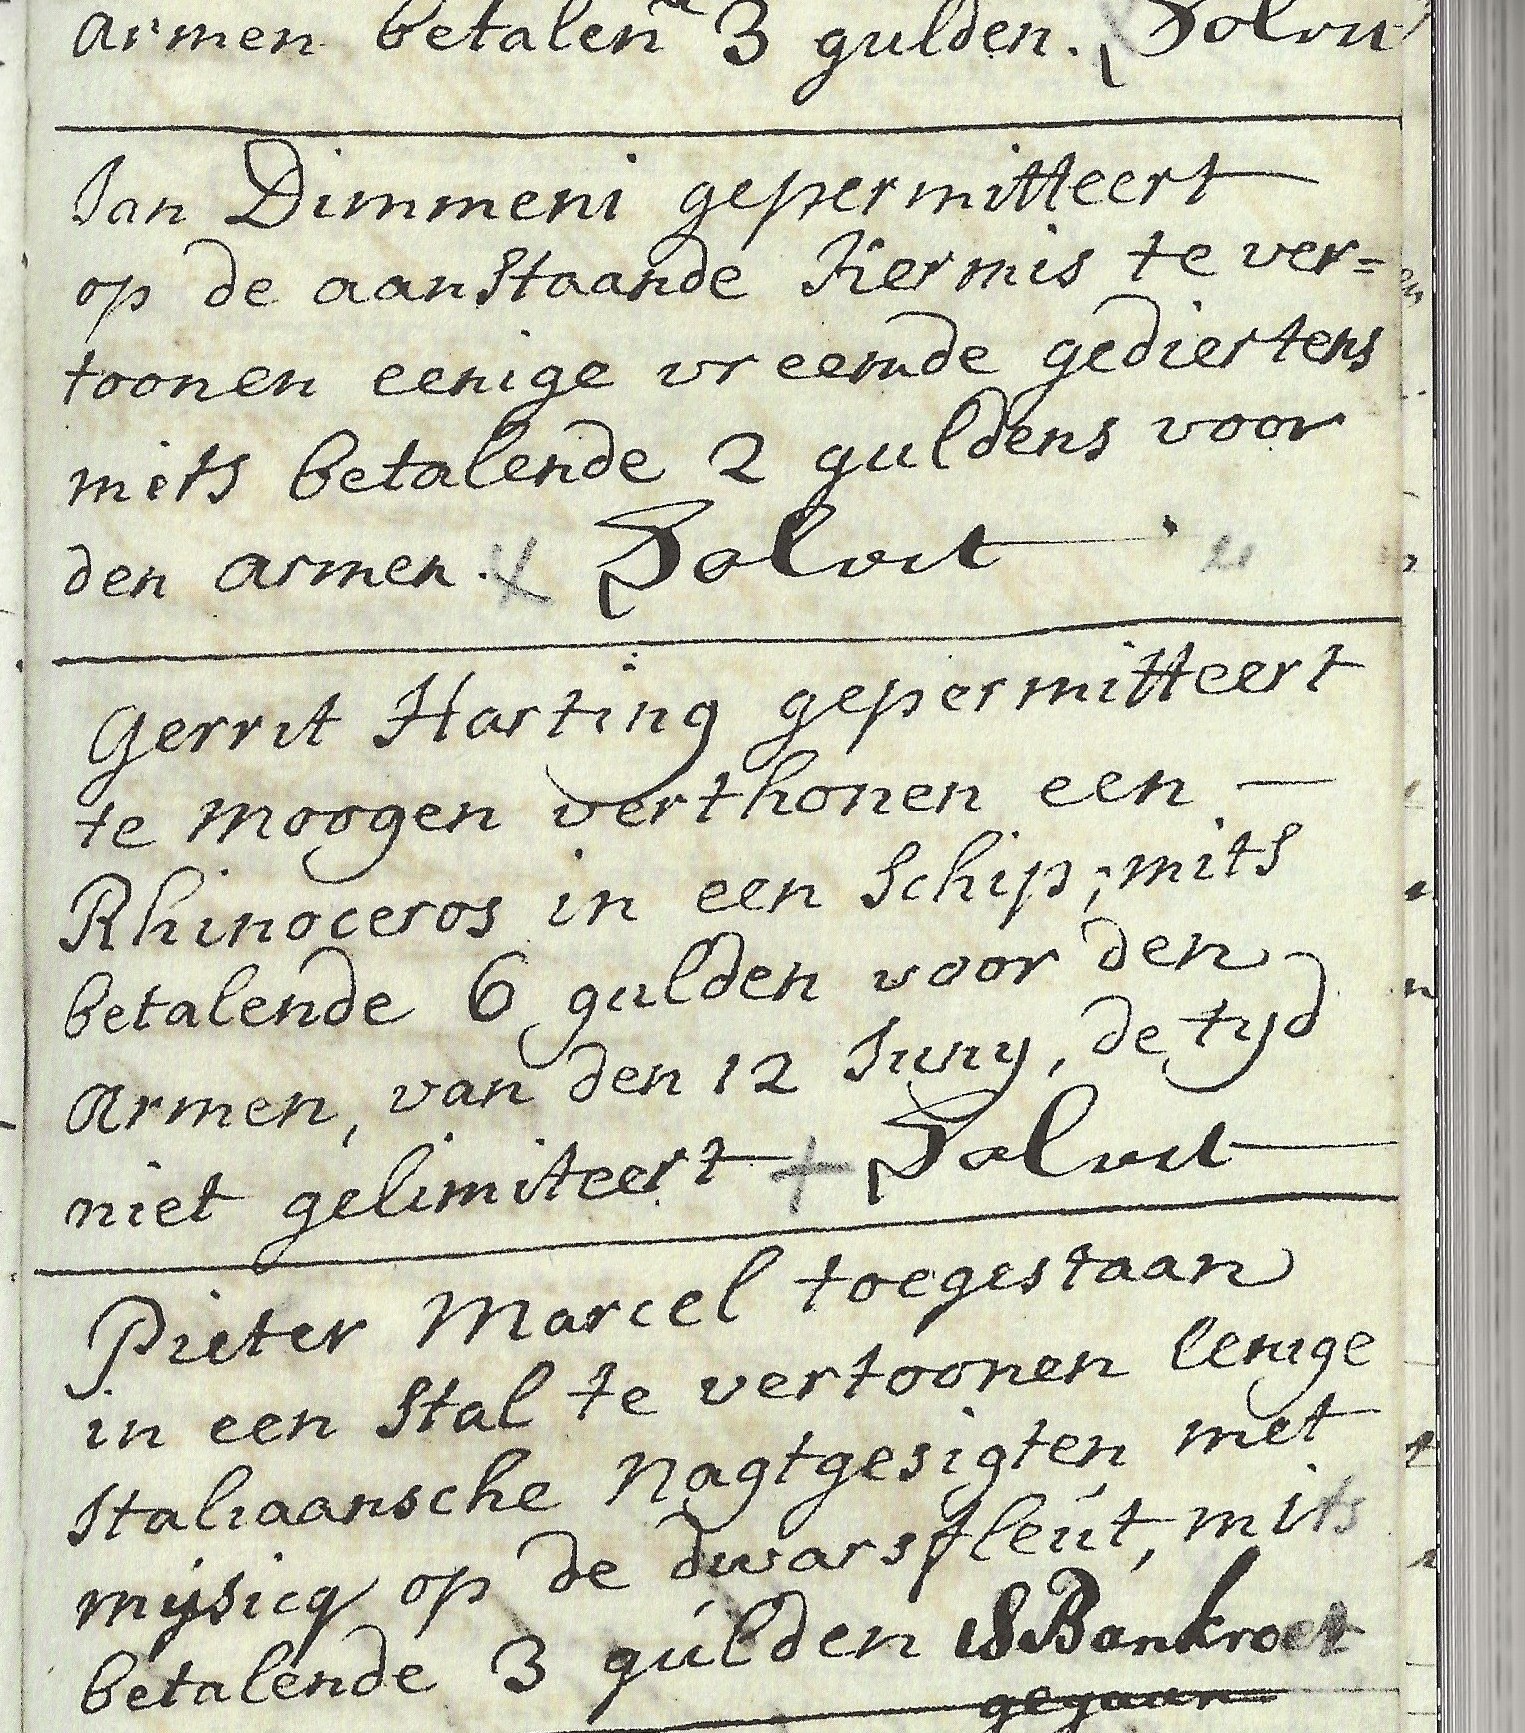 armen betalen 3 gulden. Solvit
Jan Dimmeni gepermitteert
op de aanstaande Kermis te ver=
toonen eenige vreemde gediertens
mits betalende 2 guldens voor
den armen. Solvit
Gerrit Harting gepermitteert
te moogen verthonen een —
Rhinoceros in een Schip; mits
betalende 6 gulden voor den
armen, van den 12 Juny, de tyd
niet gelimiteert Solvit
Pieter Marcel toegestaan
in een Stal te vertoonen eenige
Italiaansche Nagtgesigten, met
mysicq op de dwarsfleut, mits
betalende 3 gulden is Bankroet
gegaan